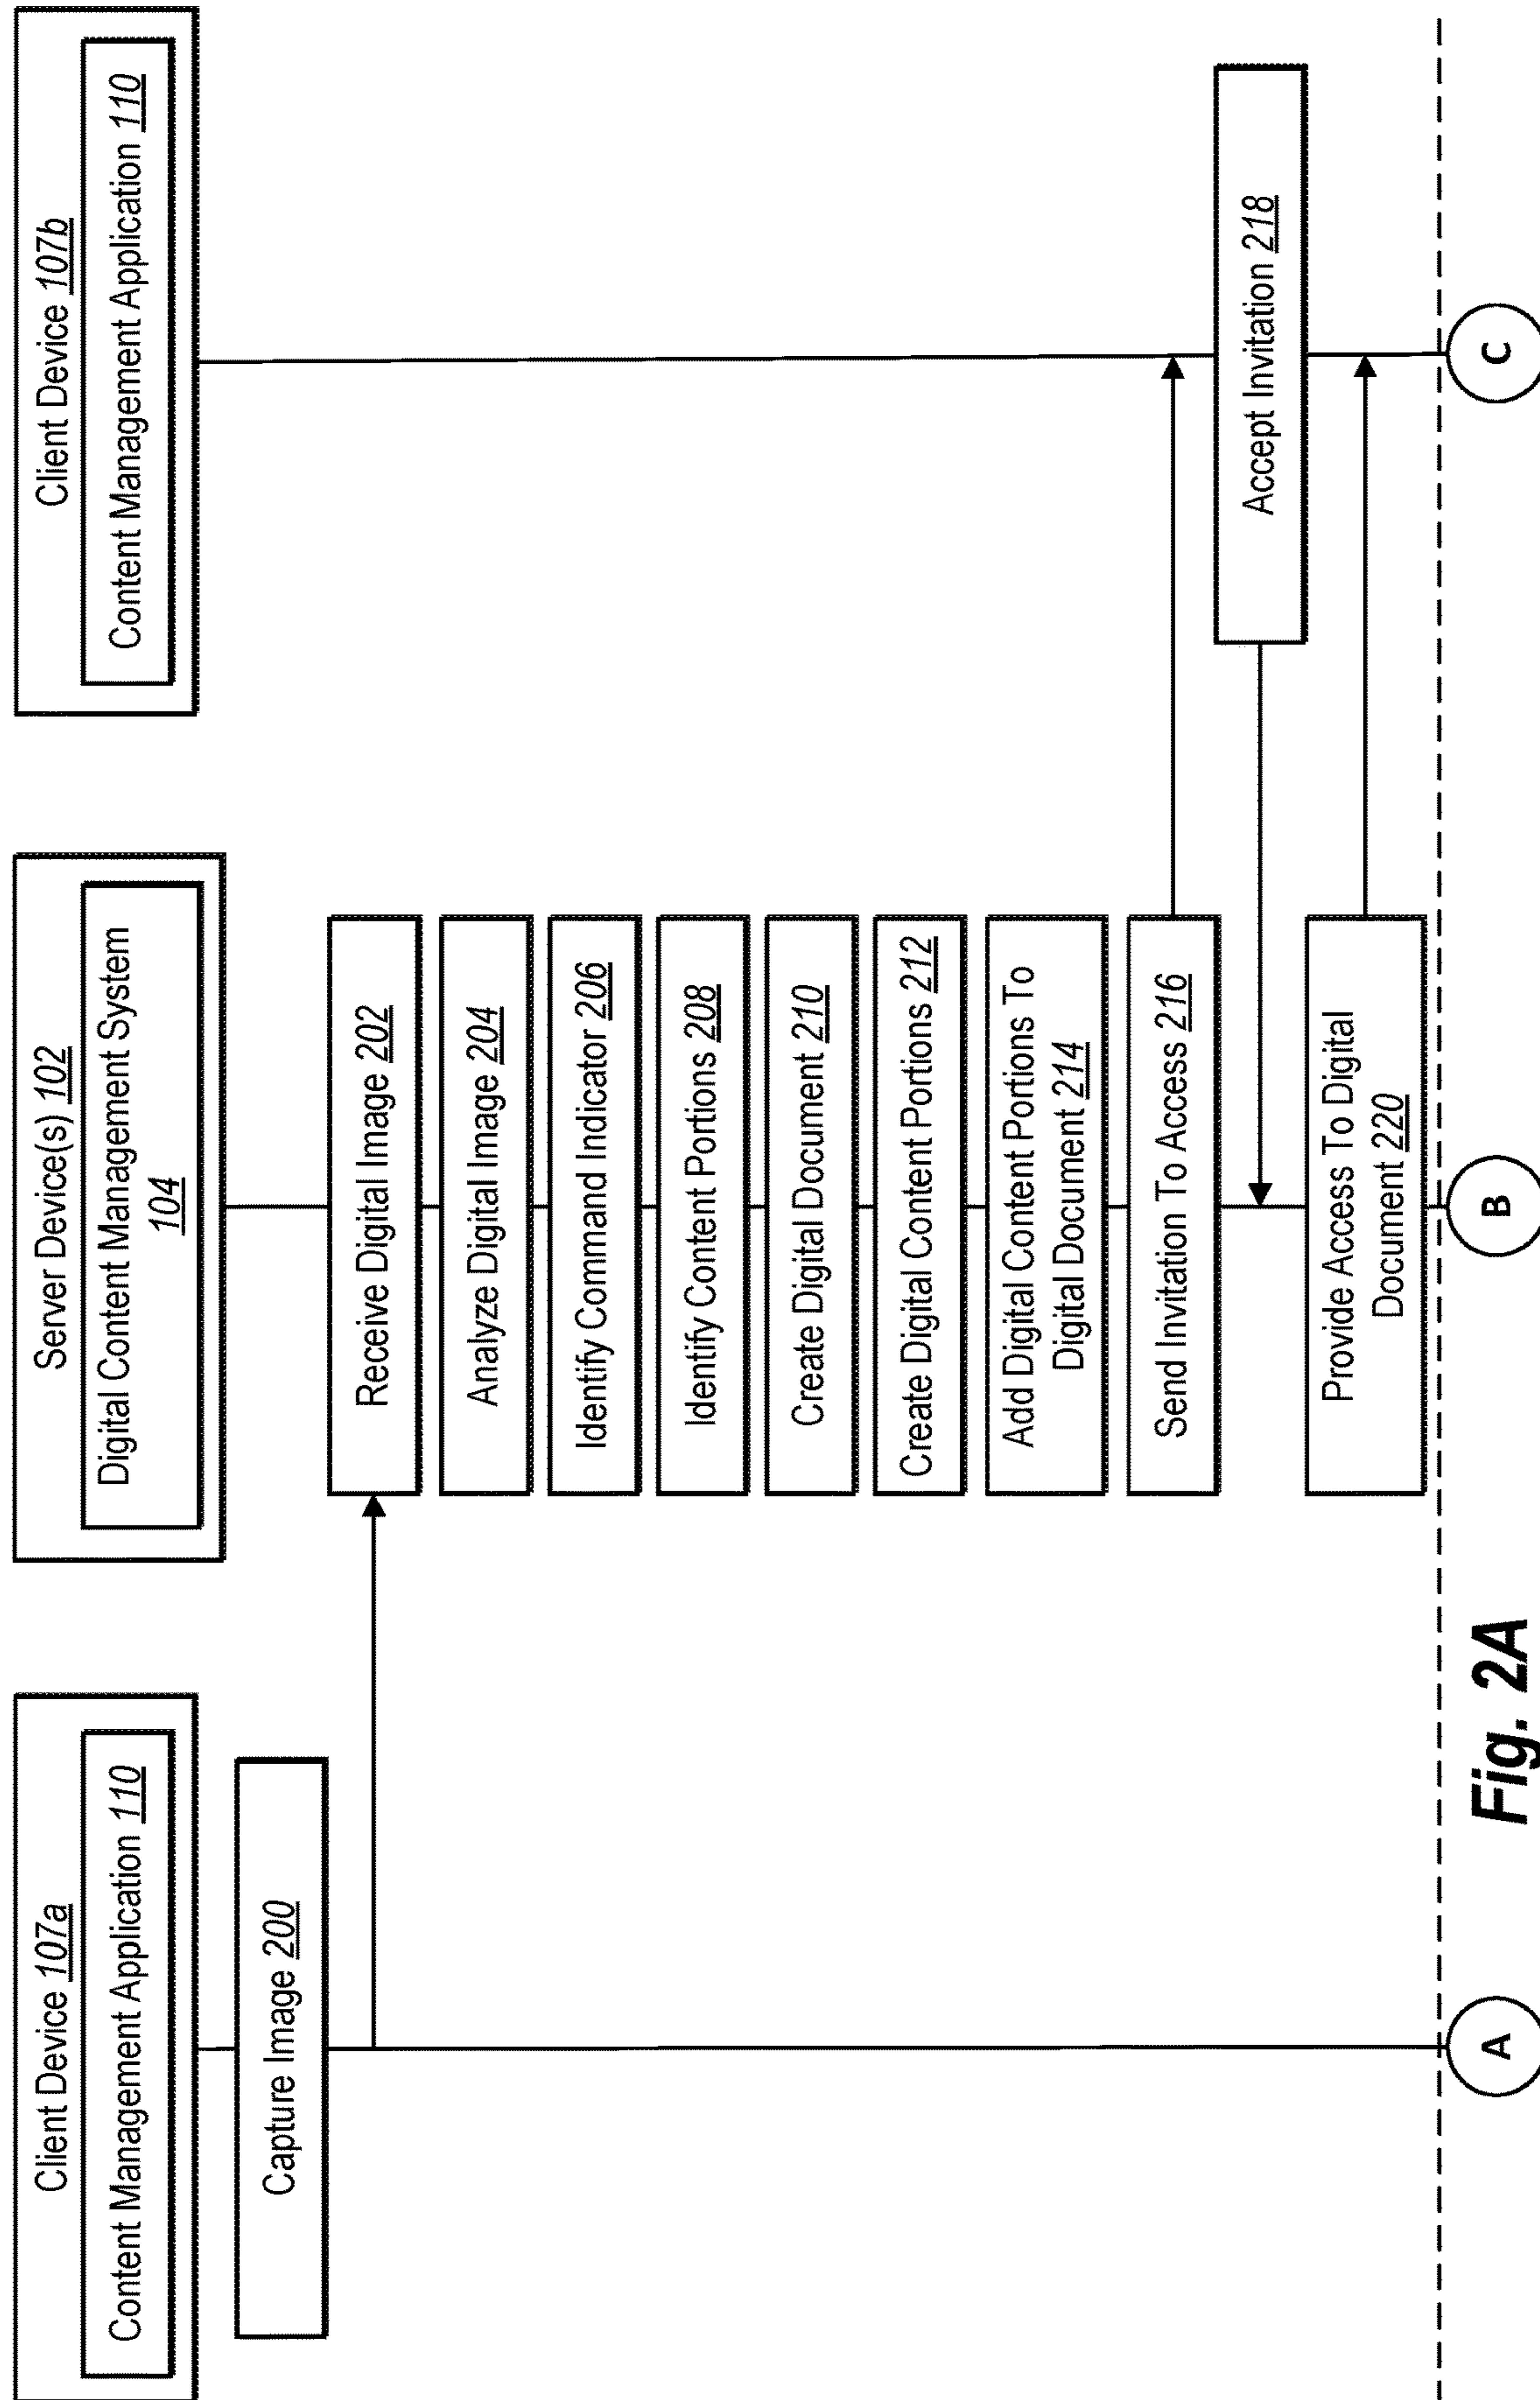 Client Device 107a
Content Management Application 110
Server Device(s) 102
Digital Content Management System
104
Client Device 107b
Content Management Application 110
Capture Image 200
Receive Digital Image 202
Analyze Digital Image 204
Identify Command Indicator 206
Identify Content Portions 208
Create Digital Document 210
Create Digital Content Portions 212
Add Digital Content Portions To
Digital Document 214
Send Invitation To Access 216
Accept Invitation 218
Provide Access To Digital
Document 220
A
B
C
Fig. 2A